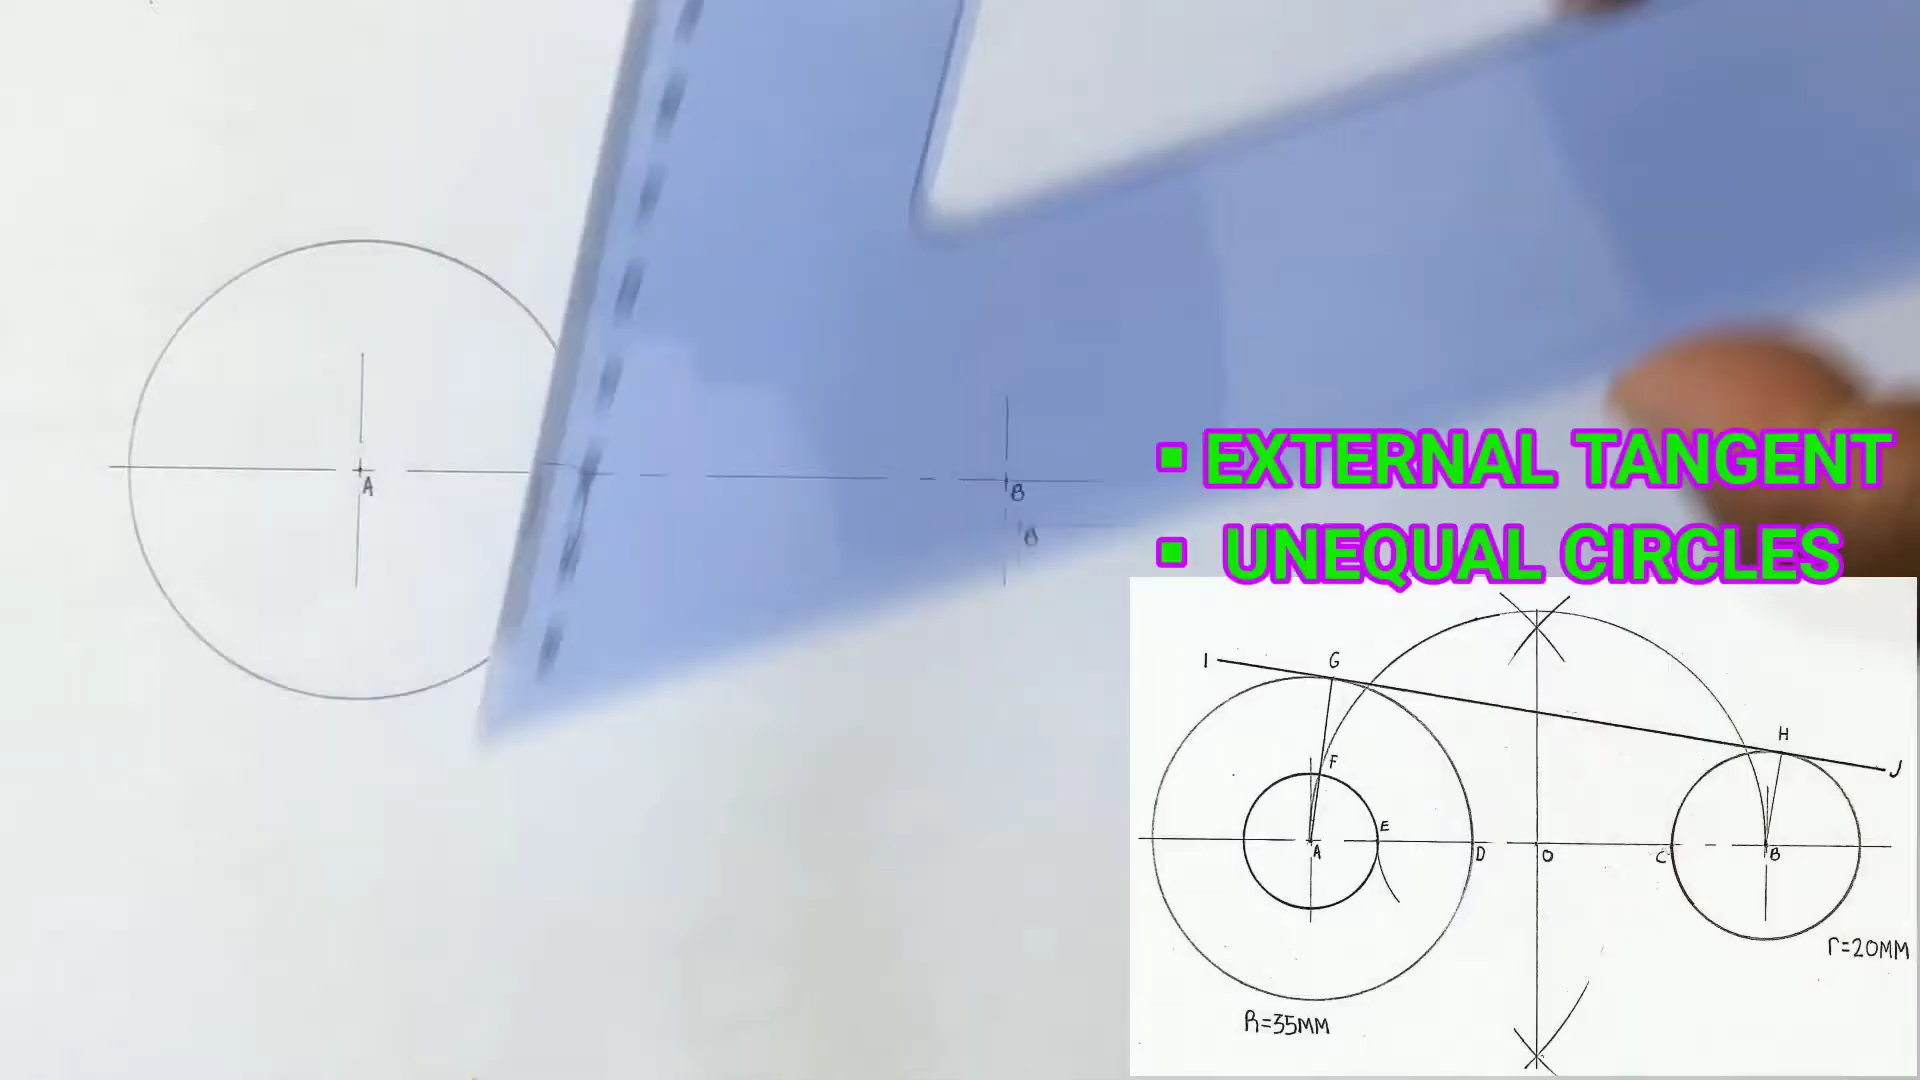 A
B
B
▪ EXTERNAL TANGENT
▪ UNEQUAL CIRCLES
I
G
H
J
F
E
A
D
O
C
B
r=20MM
R=35MM